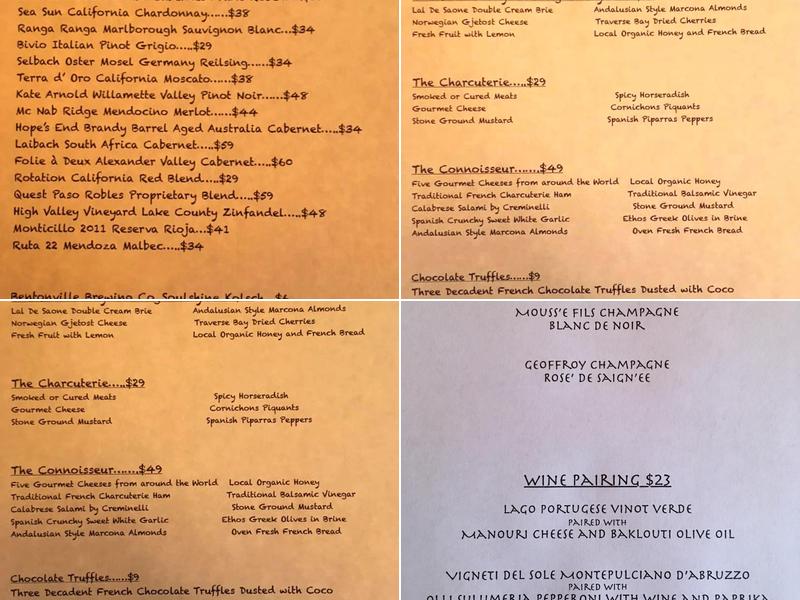 Sea Sun California Chardonnay......$38
Ranga Ranga Marlborough Sauvignon Blanc...$34
Bivio Italian Pinot Grigio.....$29
Selbach Oster Mosel Germany Reilsing......$34
Terra d' Oro California Moscato......$38
Kate Arnold Willamette Valley Pinot Noir......$48
Mc Nab Ridge Mendocino Merlot......$44
Hope's End Brandy Barrel Aged Australia Cabernet....$34
Laibach South Africa Cabernet.....$59
Folie à Deux Alexander Valley Cabernet.....$60
Rotation California Red Blend.....$29
Quest Paso Robles Proprietary Blend.....$59
High Valley Vineyard Lake County Zinfandel......$48
Monticillo 2011 Reserva Rioja...$41
Ruta 22 Mendoza Malbec.....$34
Bentonville Brewing Co. Soulshine Kolsch
Lal De Saone Double Cream Brie Andalusian Style Marcona Almonds
Norwegian Gjetost Cheese Traverse Bay Dried Cherries
Fresh Fruit with Lemon Local Organic Honey and French Bread
The Charcuterie.....$29
Smoked or Cured Meats Spicy Horseradish
Gourmet Cheese Cornichons Piquants
Stone Ground Mustard Spanish Piparras Peppers
The Connoisseur.......$49
Five Gourmet Cheeses from around the World Local Organic Honey
Traditional French Charcuterie Ham Traditional Balsamic Vinegar
Calabrese Salami by Creminelli Stone Ground Mustard
Spanish Crunchy Sweet White Garlic Ethos Greek Olives in Brine
Andalusian Style Marcona Almonds Oven Fresh French Bread
Chocolate Truffles......$9
Three Decadent French Chocolate Truffles Dusted with Coco
Lal De Saone Double Cream Brie Andalusian Style Marcona Almonds
Norwegian Gjetost Cheese Traverse Bay Dried Cherries
Fresh Fruit with Lemon Local Organic Honey and French Bread
The Charcuterie.....$29
Smoked or Cured Meats Spicy Horseradish
Gourmet Cheese Cornichons Piquants
Stone Ground Mustard Spanish Piparras Peppers
The Connoisseur.......$49
Five Gourmet Cheeses from around the World Local Organic Honey
Traditional French Charcuterie Ham Traditional Balsamic Vinegar
Calabrese Salami by Creminelli Stone Ground Mustard
Spanish Crunchy Sweet White Garlic Ethos Greek Olives in Brine
Andalusian Style Marcona Almonds Oven Fresh French Bread
Chocolate Truffles......$9
Three Decadent French Chocolate Truffles Dusted with Coco
MOUSS'E FILS CHAMPAGNE
BLANC DE NOIR
GEOFFROY CHAMPAGNE
ROSE' DE SAIGN'EE
WINE PAIRING $23
LAGO PORTUGESE VINOT VERDE
PAIRED WITH
MANOURI CHEESE AND BAKLOUTI OLIVE OIL
VIGNETI DEL SOLE MONTEPULCIANO D'ABRUZZO
PAIRED WITH
OLLI SULUMERIA PEPPERONI WITH WINE AND PAPRIKA